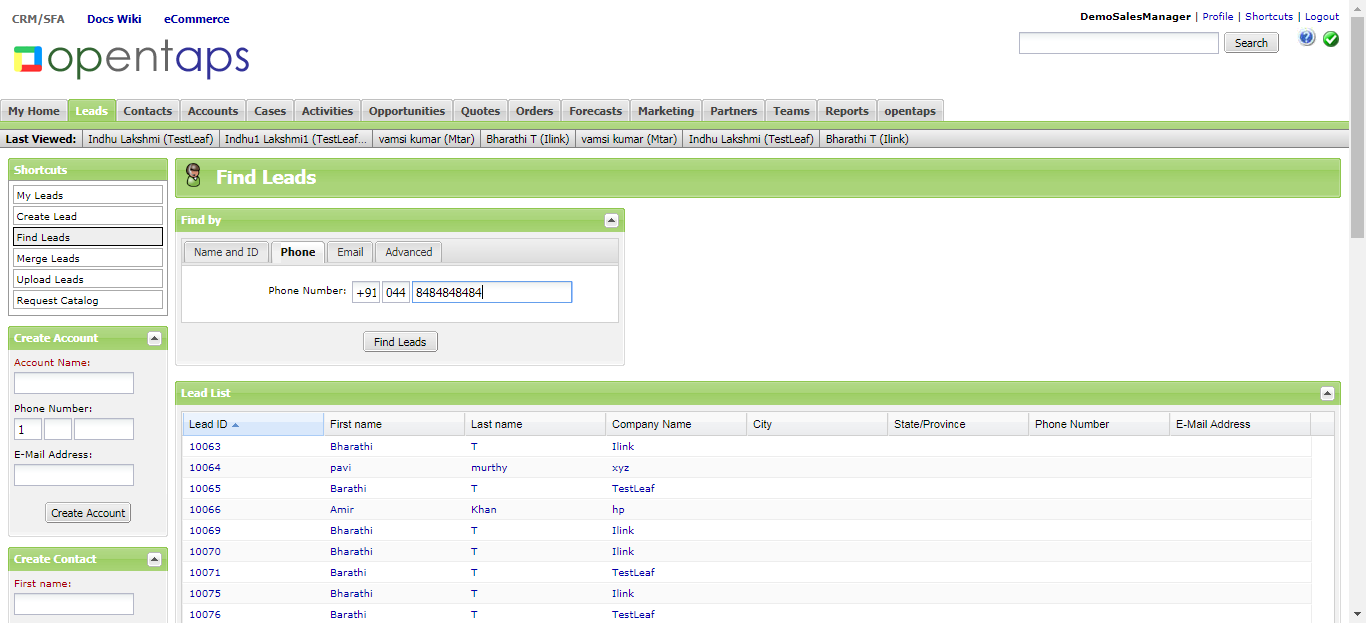 CRM/SFA Docs Wiki eCommerce
DemoSalesManager | Profile | Shortcuts | Logout
opentaps
Search
?
My Home Leads Contacts Accounts Cases Activities Opportunities Quotes Orders Forecasts Marketing Partners Teams Reports opentaps
Last Viewed: Indhu Lakshmi (TestLeaf) Indhu1 Lakshmi1 (TestLeaf... vamsi kumar (Mtar) Bharathi T (Ilink) vamsi kumar (Mtar) Indhu Lakshmi (TestLeaf) Bharathi T (Ilink)
Shortcuts
My Leads
Create Lead
Find Leads
Merge Leads
Upload Leads
Request Catalog
Create Account
Account Name:
Phone Number:
1
E-Mail Address:
Create Account
Create Contact
First name:
Find Leads
Find by
Name and ID Phone Email Advanced
Phone Number: +91 044 8484848484
Find Leads
Lead List
Lead ID First name Last name Company Name City State/Province Phone Number E-Mail Address
10063 Bharathi T Ilink
10064 pavi murthy xyz
10065 Barathi T TestLeaf
10066 Amir Khan hp
10069 Bharathi T Ilink
10070 Bharathi T Ilink
10071 Barathi T TestLeaf
10075 Bharathi T Ilink
10076 Barathi T TestLeaf